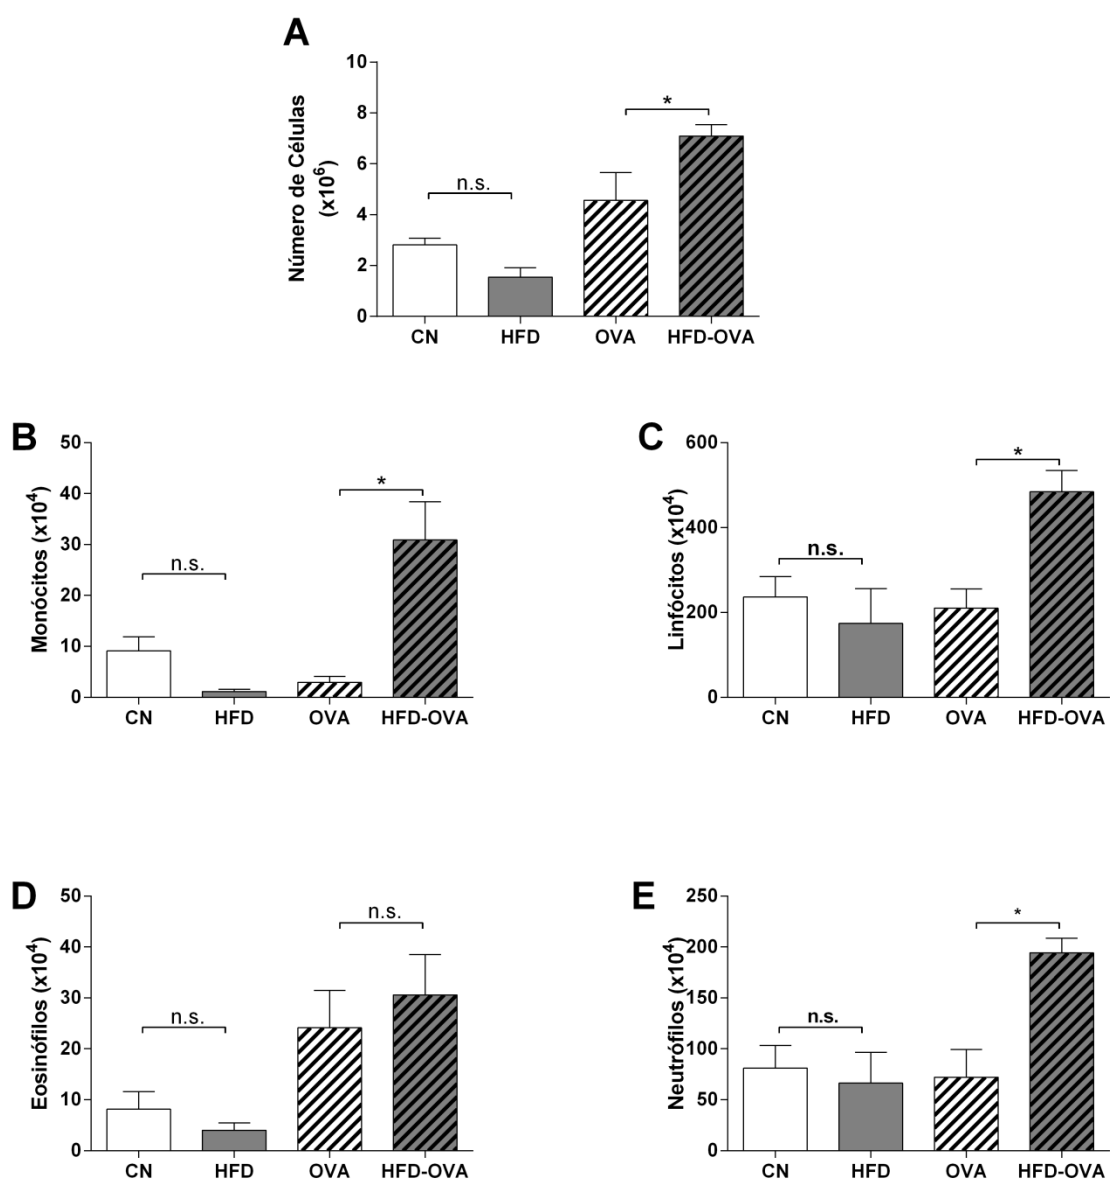 A
Número de Células
(x10⁶)
10
8
6
4
2
0
n.s.
*
CN HFD OVA HFD-OVA
B
Monócitos (x10⁴)
50
40
30
20
10
0
n.s.
*
CN HFD OVA HFD-OVA
C
Linfócitos (x10⁴)
600
400
200
0
n.s.
*
CN HFD OVA HFD-OVA
D
Eosinófilos (x10⁴)
50
40
30
20
10
0
n.s.
n.s.
CN HFD OVA HFD-OVA
E
Neutrófilos (x10⁴)
250
200
150
100
50
0
n.s.
*
CN HFD OVA HFD-OVA